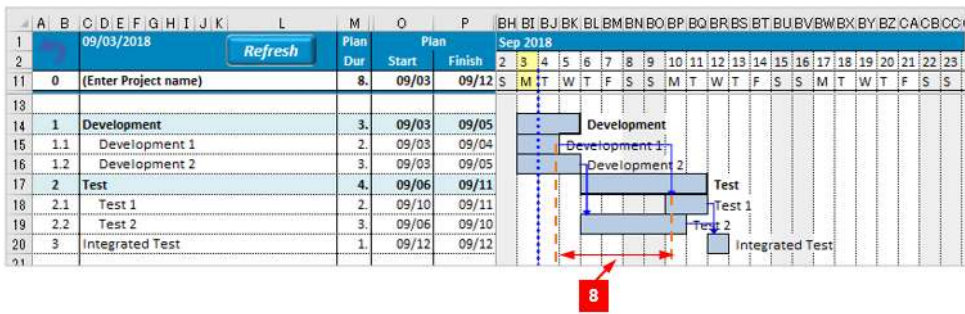 A B C D E F G H I J K L M O P BH BI BJ BK BL BM BN BO BP BQ BR BS BT BU BV BW BX BY BZ CA CB CC
1 09/03/2018 Refresh Plan Plan Sep 2018
2 Dur Start Finish 2 3 4 5 6 7 8 9 10 11 12 13 14 15 16 17 18 19 20 21 22 23
11 0 (Enter Project name) 8. 09/03 09/12 S M T W T F S S M T W T F S S M T W T F S S
13
14 1 Development 3. 09/03 09/05 Development
15 1.1 Development 1 2. 09/03 09/04 Development 1
16 1.2 Development 2 3. 09/03 09/05 Development 2
17 2 Test 4. 09/06 09/11 Test
18 2.1 Test 1 2. 09/10 09/11 Test 1
19 2.2 Test 2 3. 09/06 09/10 Test 2
20 3 Integrated Test 1. 09/12 09/12 Integrated Test
21
8